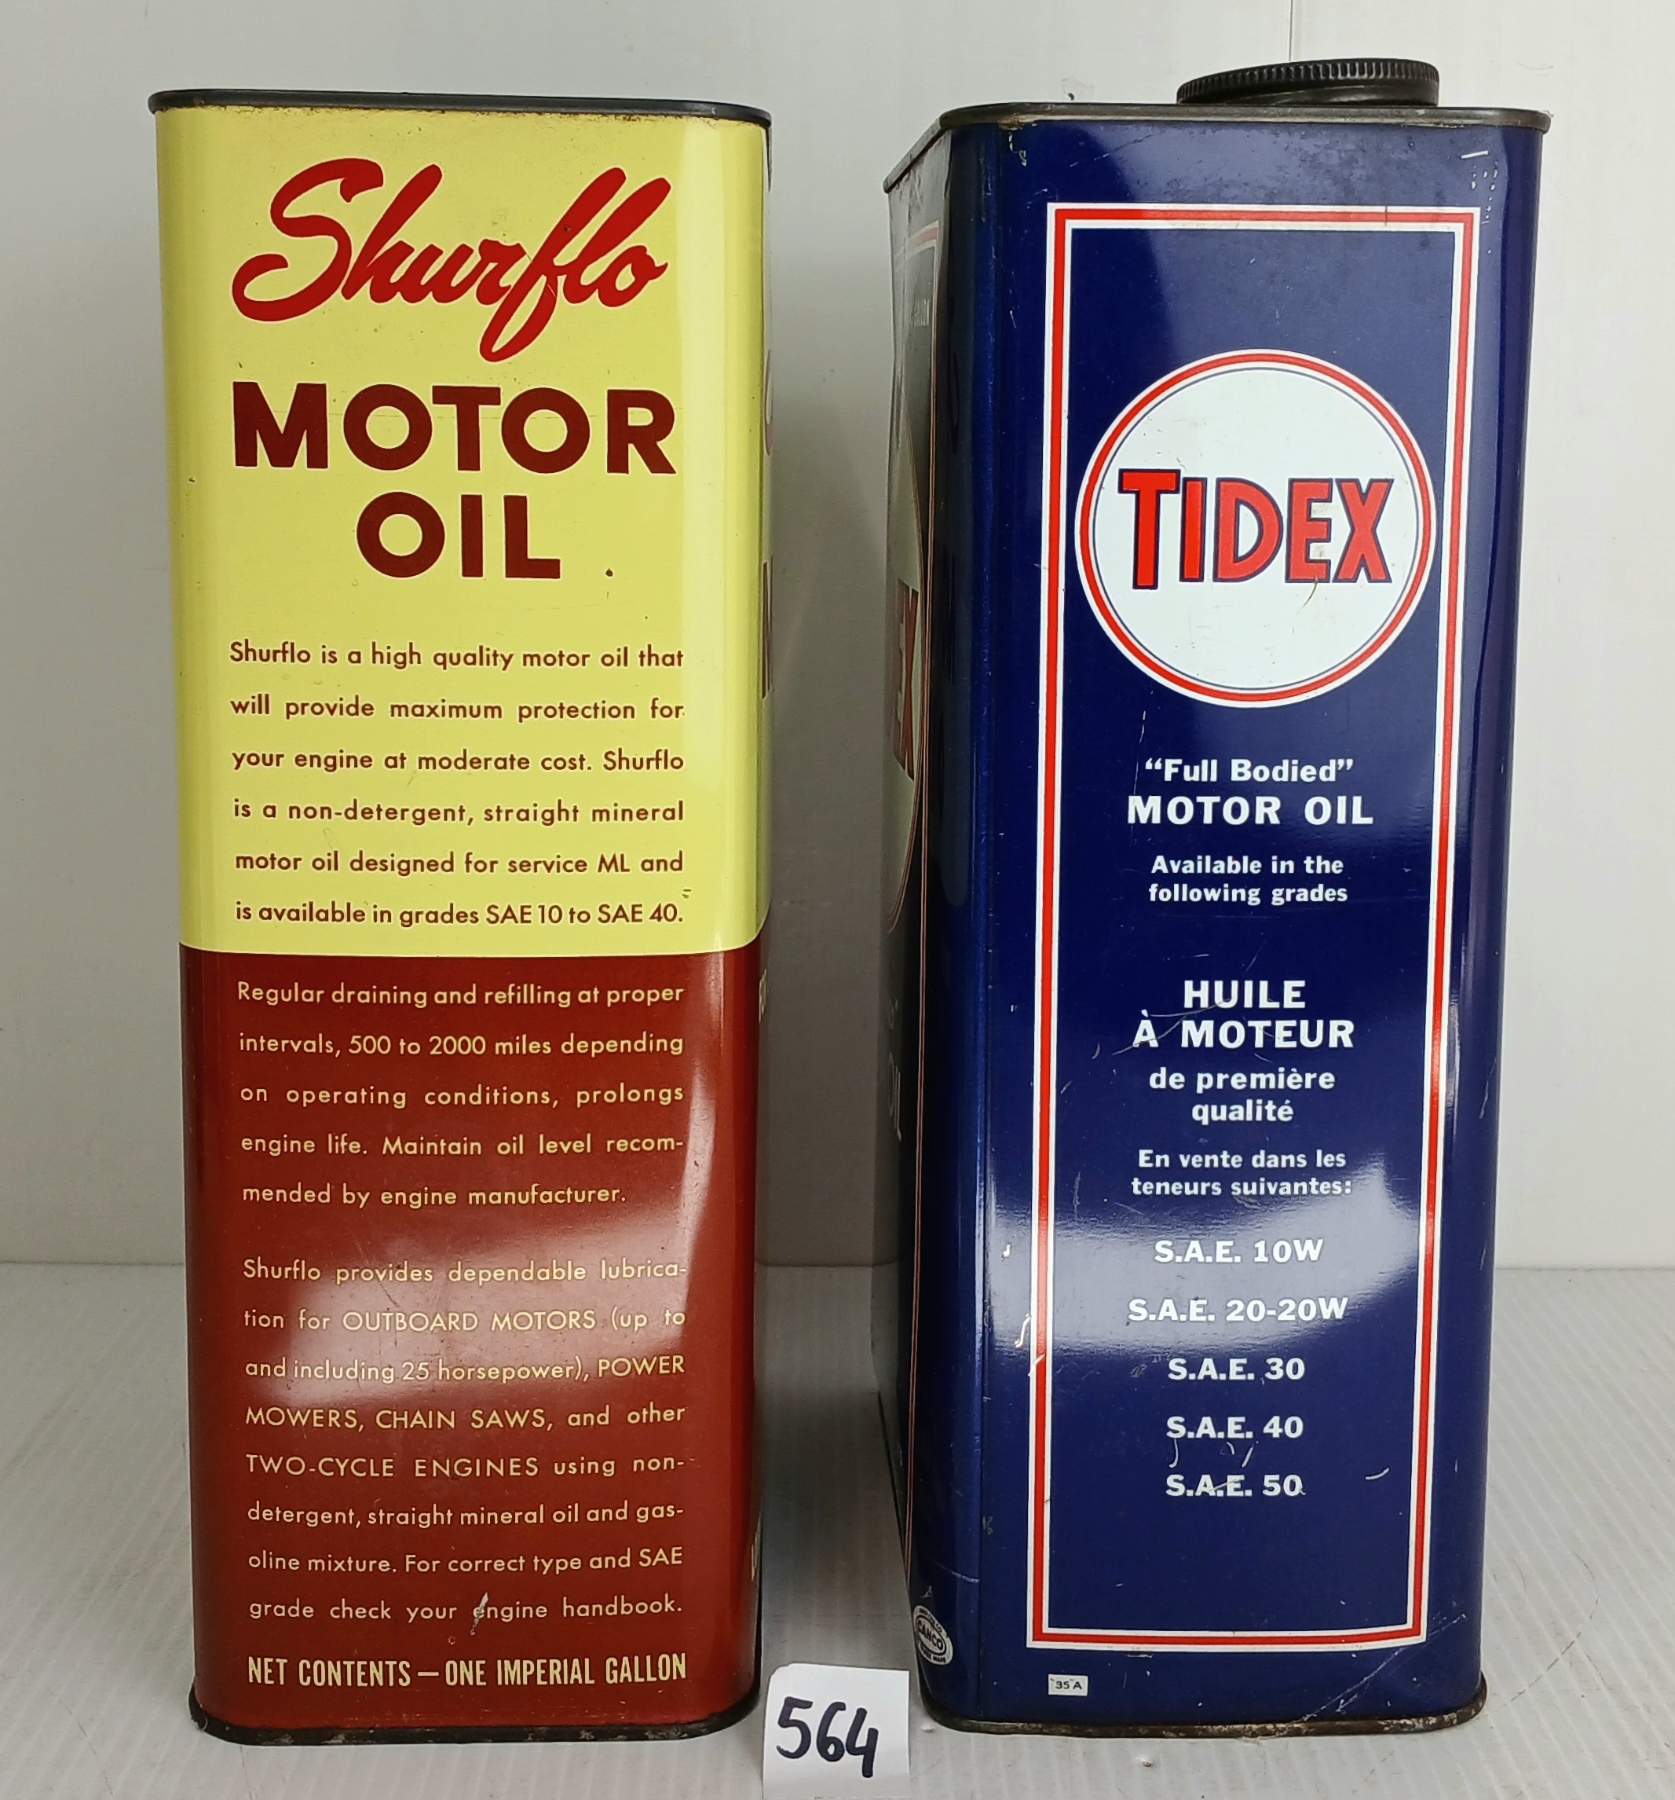 Shurflo
MOTOR
OIL
Shurflo is a high quality motor oil that
will provide maximum protection for
your engine at moderate cost. Shurflo
is a non-detergent, straight mineral
motor oil designed for service ML and
is available in grades SAE 10 to SAE 40.
Regular draining and refilling at proper
intervals, 500 to 2000 miles depending
on operating conditions, prolongs
engine life. Maintain oil level recom-
mended by engine manufacturer.
Shurflo provides dependable lubrica-
tion for OUTBOARD MOTORS (up to
and including 25 horsepower), POWER
MOWERS, CHAIN SAWS, and other
TWO-CYCLE ENGINES using non-
detergent, straight mineral oil and gas-
oline mixture. For correct type and SAE
grade check your engine handbook.
NET CONTENTS — ONE IMPERIAL GALLON
564
TIDEX
"Full Bodied"
MOTOR OIL
Available in the
following grades
HUILE
À MOTEUR
de première
qualité
En vente dans les
teneurs suivantes:
S.A.E. 10W
S.A.E. 20-20W
S.A.E. 30
S.A.E. 40
S.A.E. 50
35 A
EX
CANCO